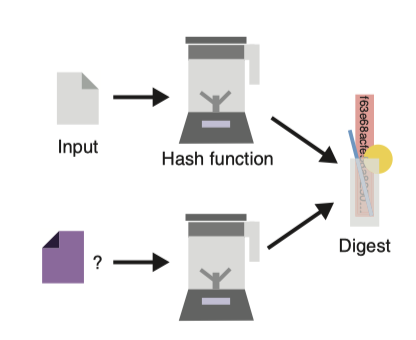 Input
Hash function
f63e68acfe
?
Digest